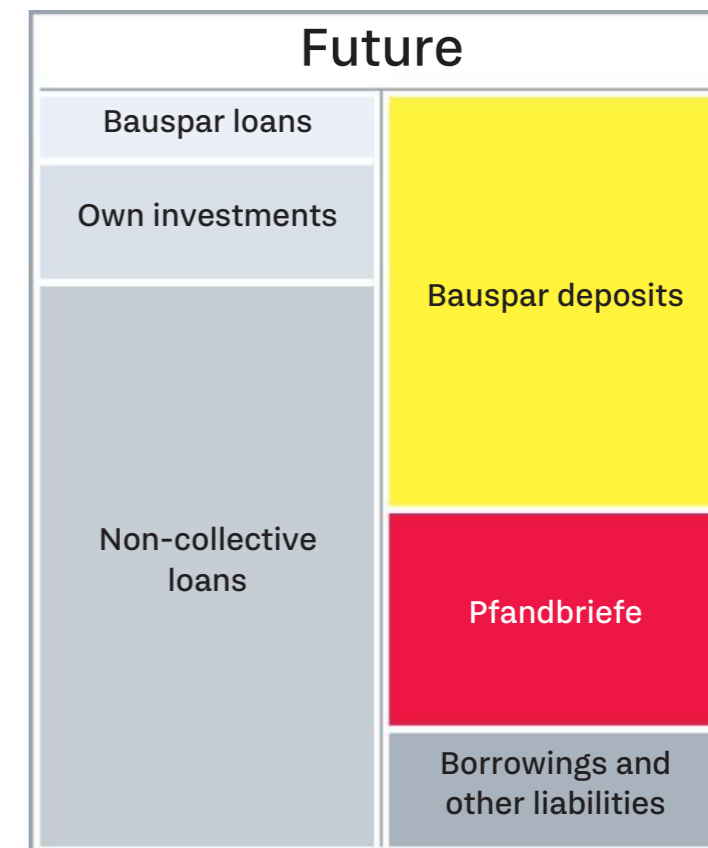 Future
Bauspar loans
Own investments
Non-collective
loans
Bauspar deposits
Pfandbriefe
Borrowings and
other liabilities